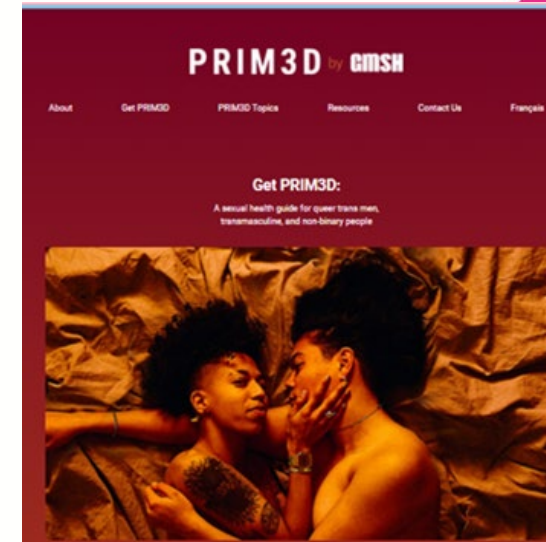 PRIM3D by GMSH
About Get PRIM3D PRIM3D Topics Resources Contact Us Français
Get PRIM3D:
A sexual health guide for queer trans men,
transmasculine, and non-binary people